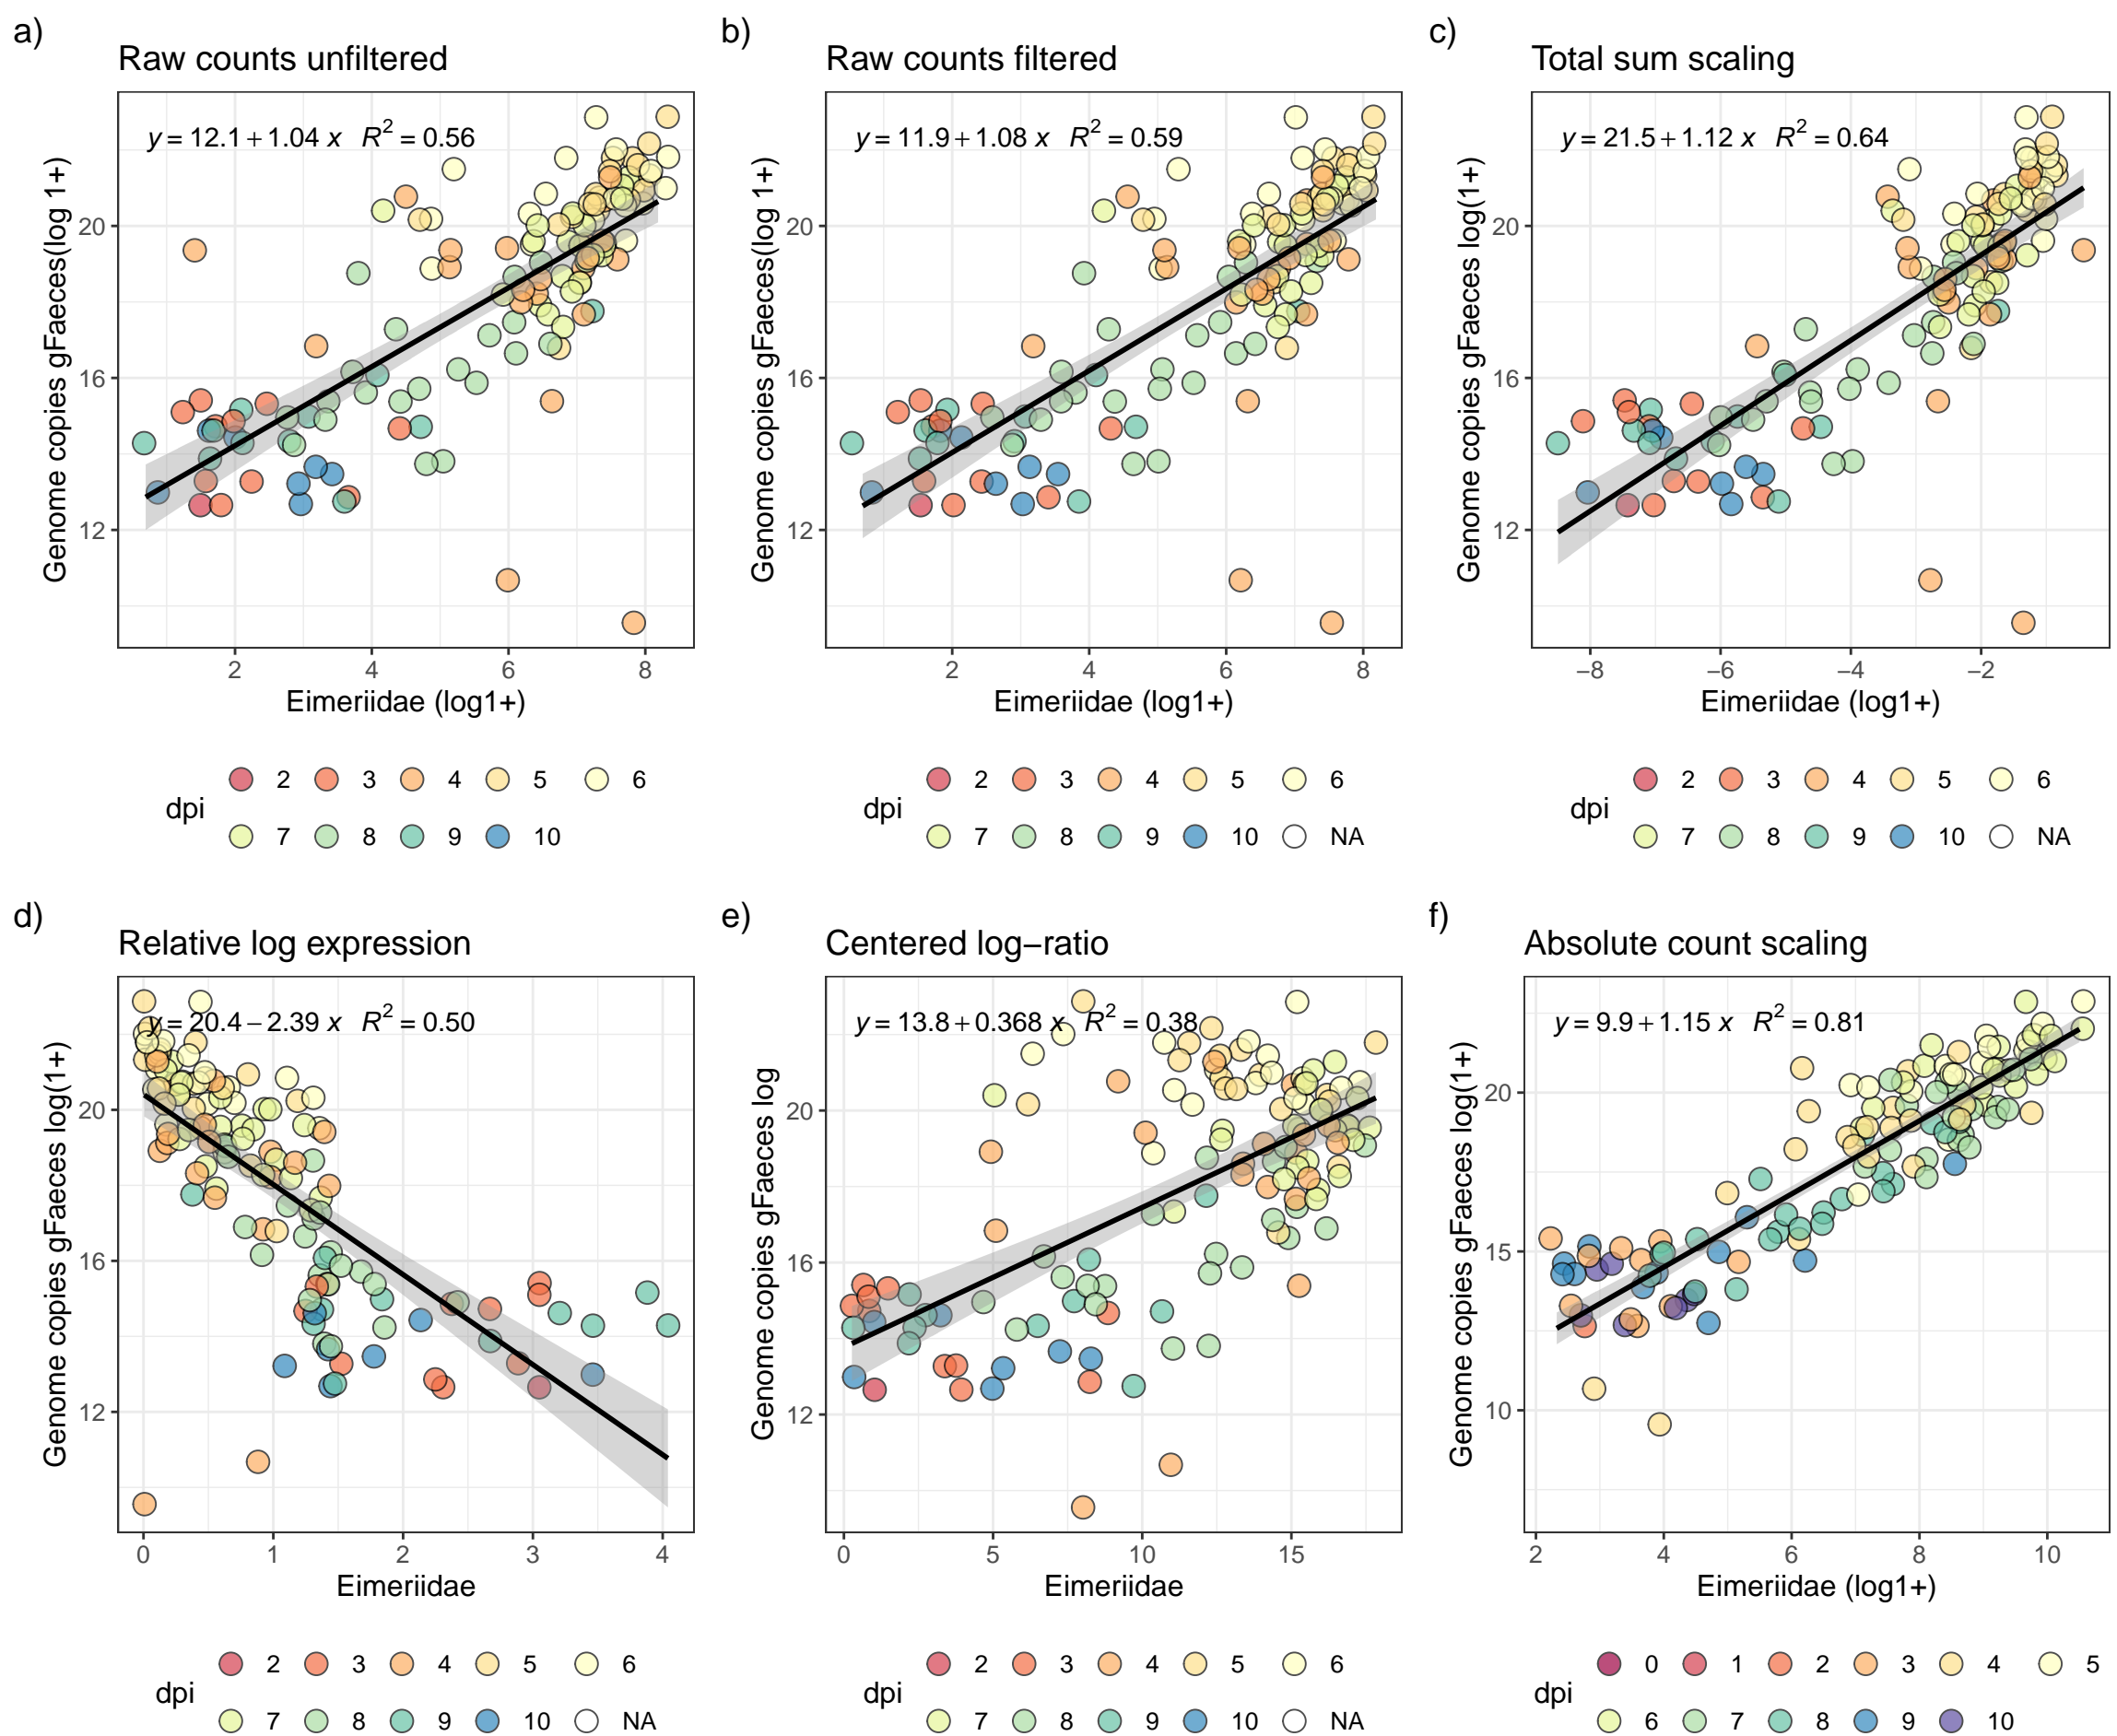 a)
Raw counts unfiltered
y = 12.1 + 1.04 x R2 = 0.56
Genome copies gFaeces(log 1+)
20
16
12
2 4 6 8
Eimeriidae (log1+)
dpi
2 3 4 5 6
7 8 9 10
b)
Raw counts filtered
y = 11.9 + 1.08 x R2 = 0.59
Genome copies gFaeces(log 1+)
20
16
12
2 4 6 8
Eimeriidae (log1+)
dpi
2 3 4 5 6
7 8 9 10 NA
c)
Total sum scaling
y = 21.5 + 1.12 x R2 = 0.64
Genome copies gFaeces log(1+)
20
16
12
−8 −6 −4 −2
Eimeriidae (log1+)
dpi
2 3 4 5 6
7 8 9 10 NA
d)
Relative log expression
y = 20.4 − 2.39 x R2 = 0.50
Genome copies gFaeces log(1+)
20
16
12
0 1 2 3 4
Eimeriidae
dpi
2 3 4 5 6
7 8 9 10 NA
e)
Centered log−ratio
y = 13.8 + 0.368 x R2 = 0.38
Genome copies gFaeces log
20
16
12
0 5 10 15
Eimeriidae
dpi
2 3 4 5 6
7 8 9 10 NA
f)
Absolute count scaling
y = 9.9 + 1.15 x R2 = 0.81
Genome copies gFaeces log(1+)
20
15
10
2 4 6 8 10
Eimeriidae (log1+)
dpi
0 1 2 3 4 5
6 7 8 9 10